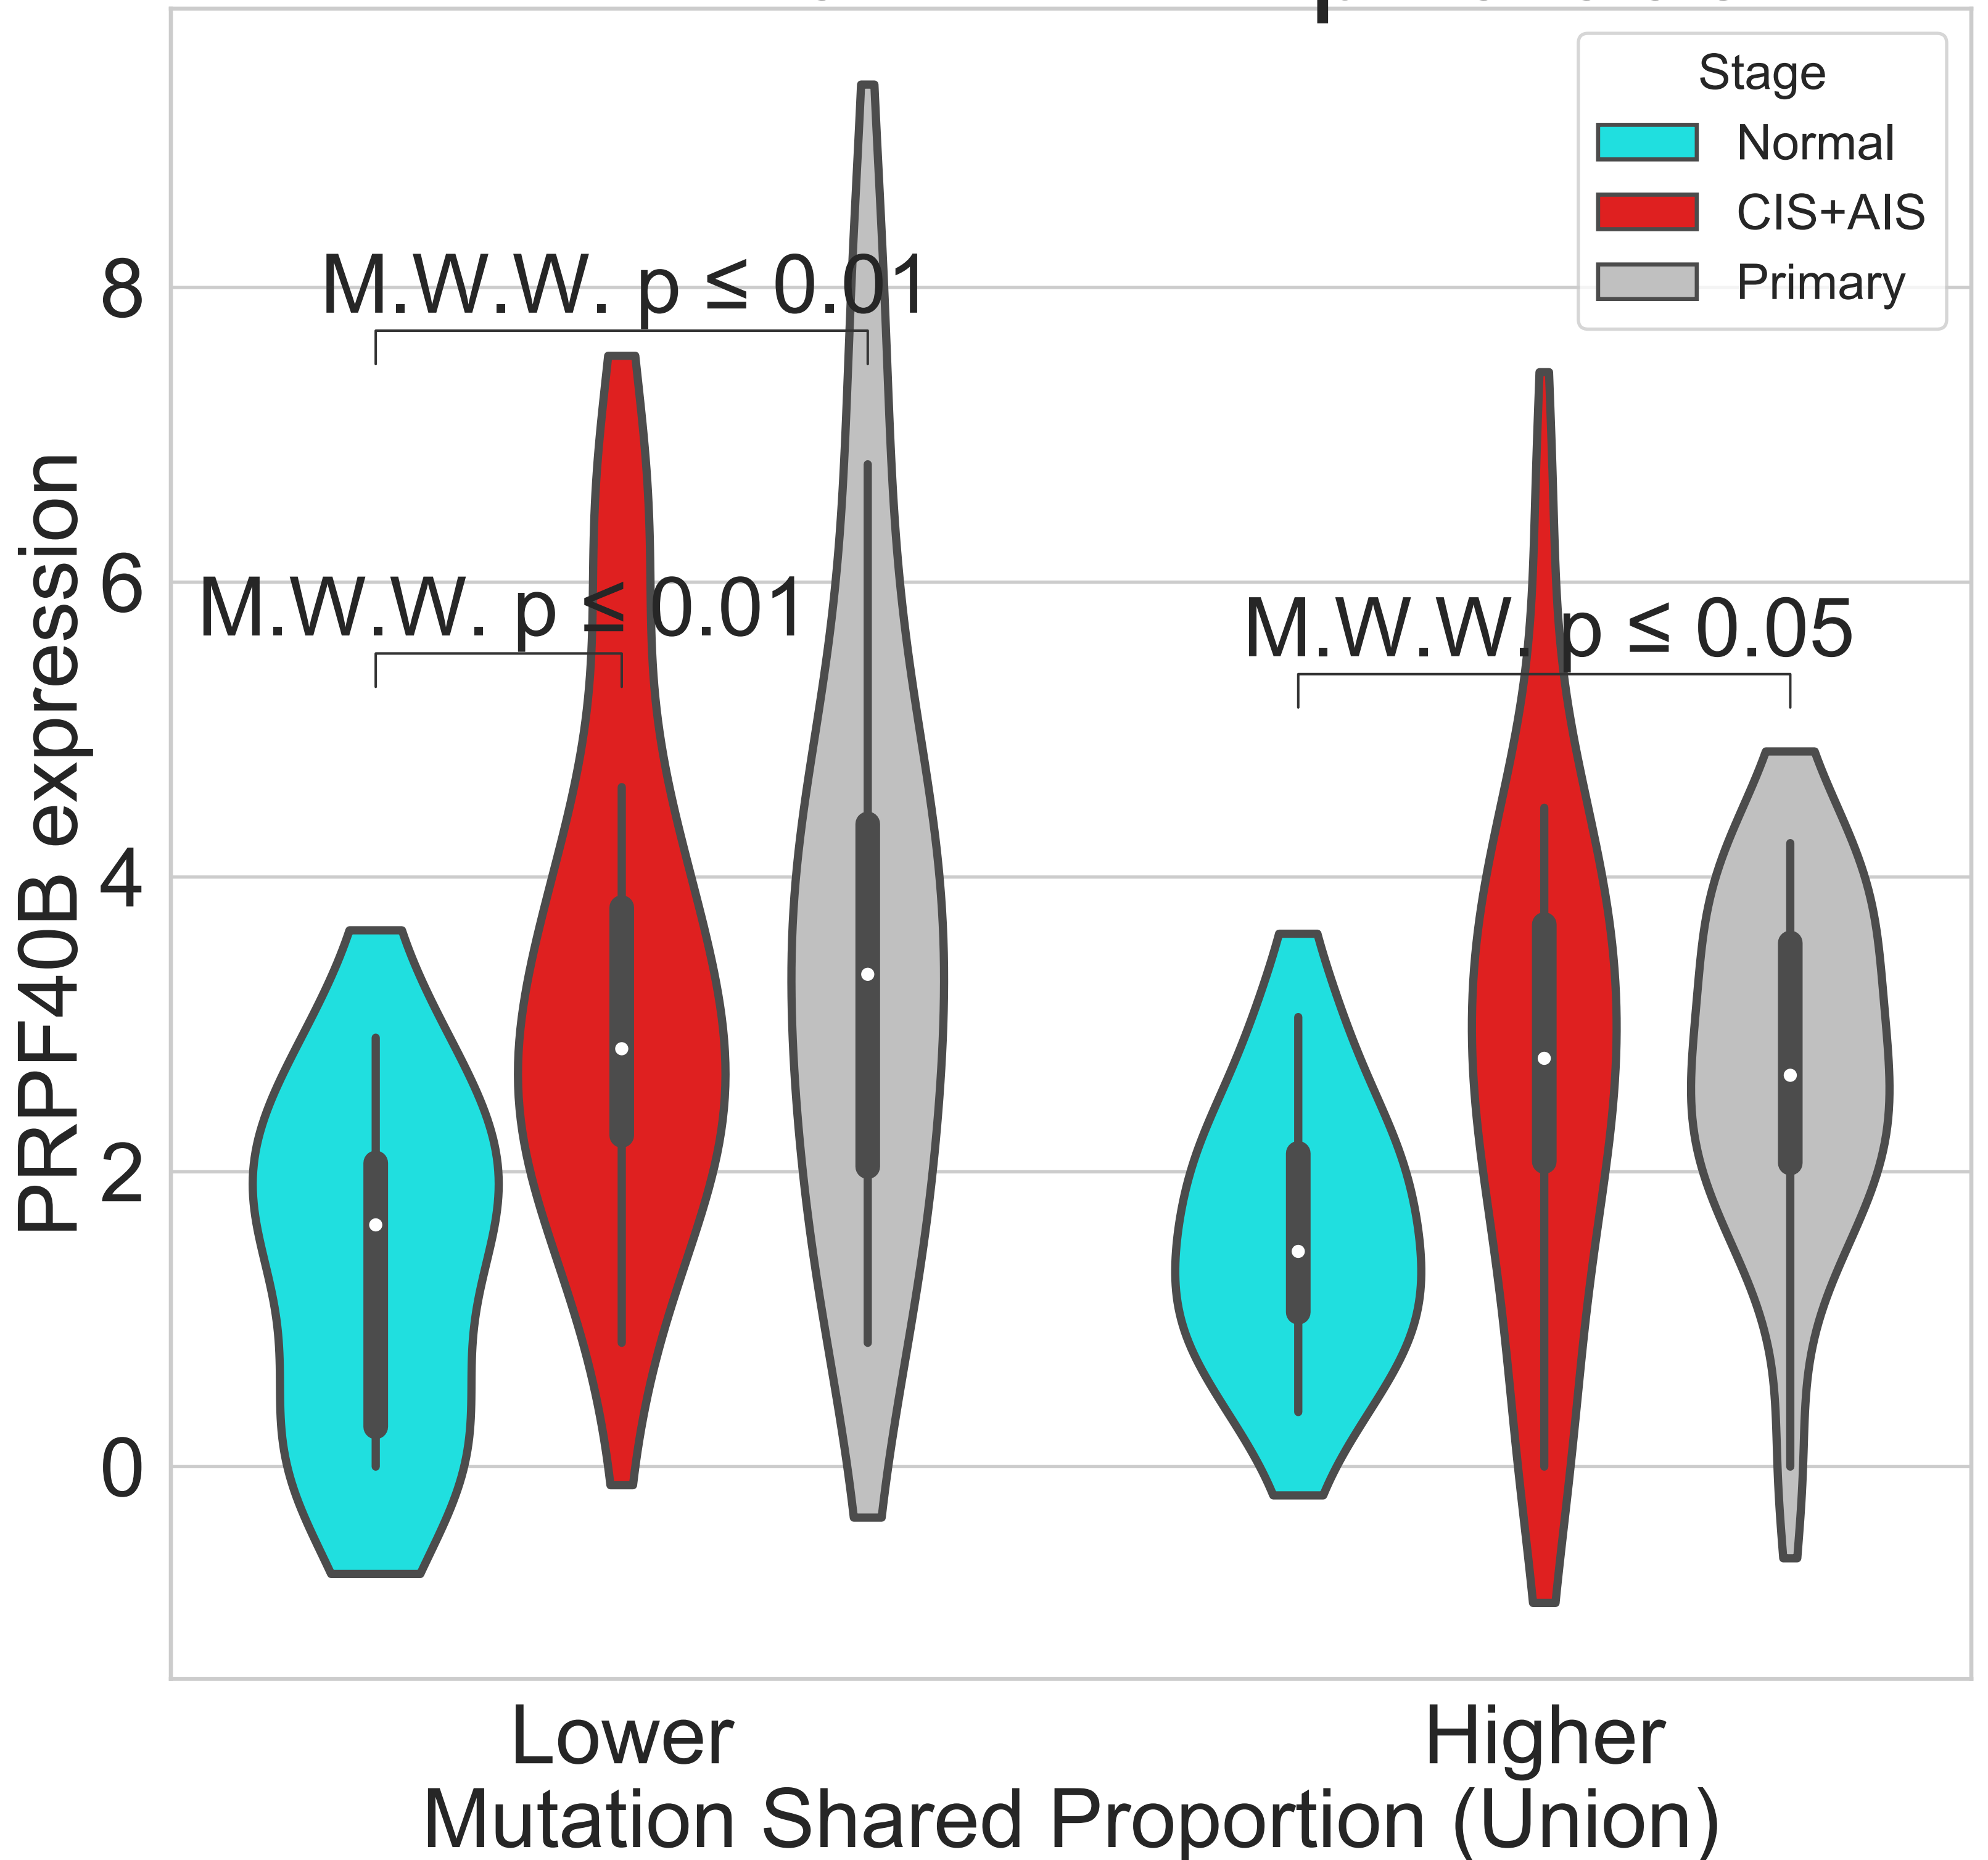 Stage
Normal
CIS+AIS
Primary
M.W.W. p ≤ 0.01
M.W.W. p ≤ 0.01
M.W.W. p ≤ 0.05
8
6
4
2
0
PRPF40B expression
Lower
Higher
Mutation Shared Proportion (Union)